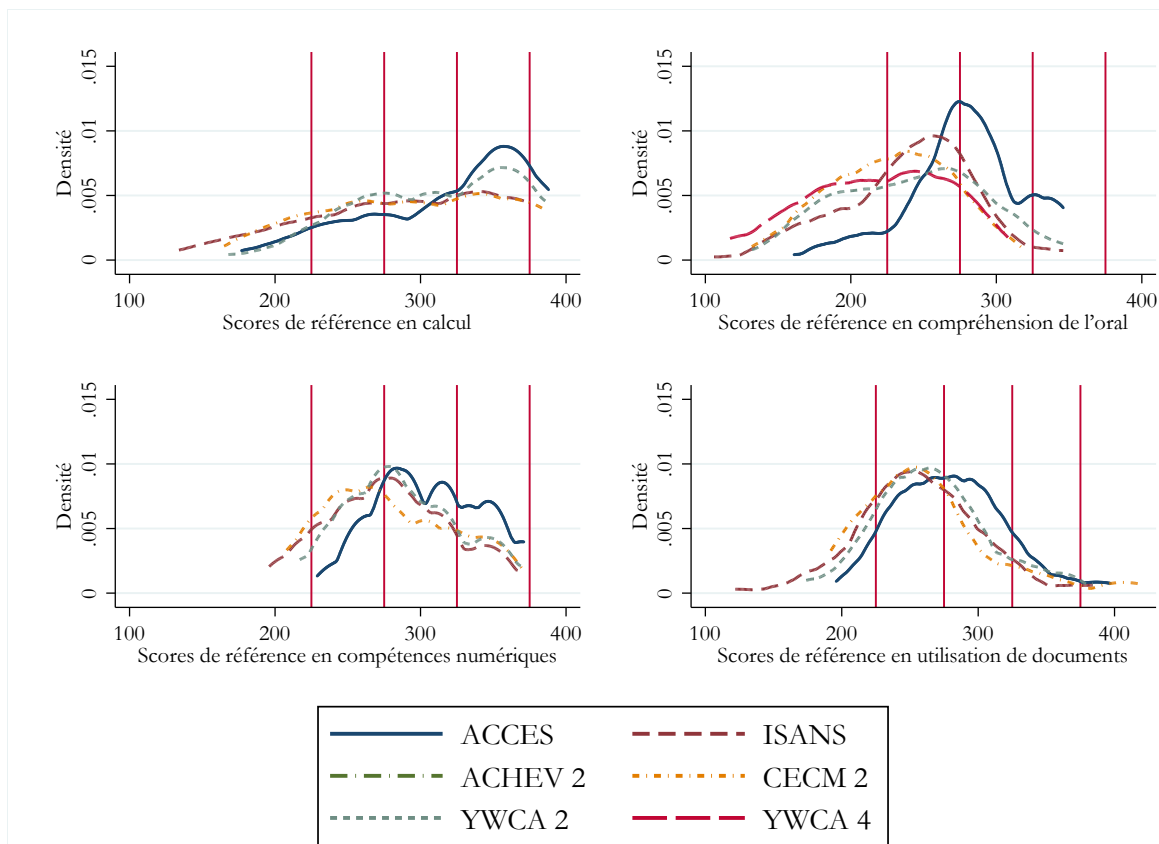 Densité
0 .005 .01 .015
100 200 300 400
Scores de référence en calcul
Densité
0 .005 .01 .015
100 200 300 400
Scores de référence en compréhension de l’oral
Densité
0 .005 .01 .015
100 200 300 400
Scores de référence en compétences numériques
Densité
0 .005 .01 .015
100 200 300 400
Scores de référence en utilisation de documents
ACCES ISANS
ACHEV 2 CECM 2
YWCA 2 YWCA 4